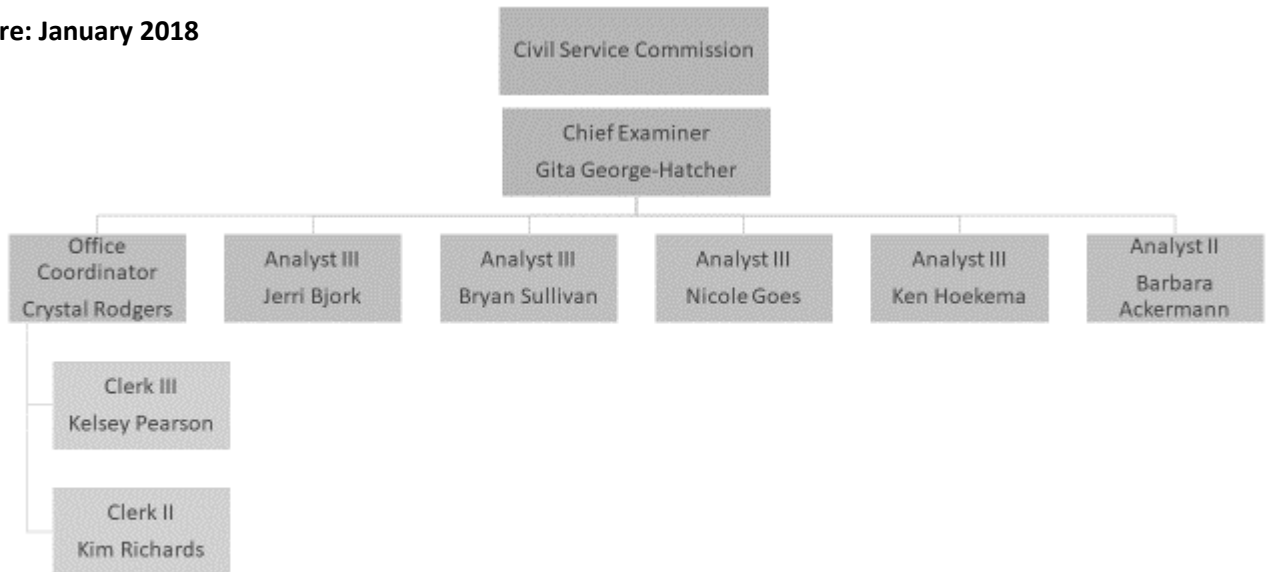 re: January 2018
Civil Service Commission
Chief Examiner
Gita George-Hatcher
Office
Coordinator
Crystal Rodgers
Analyst III
Jerri Bjork
Analyst III
Bryan Sullivan
Analyst III
Nicole Goes
Analyst III
Ken Hoekema
Analyst II
Barbara
Ackermann
Clerk III
Kelsey Pearson
Clerk II
Kim Richards